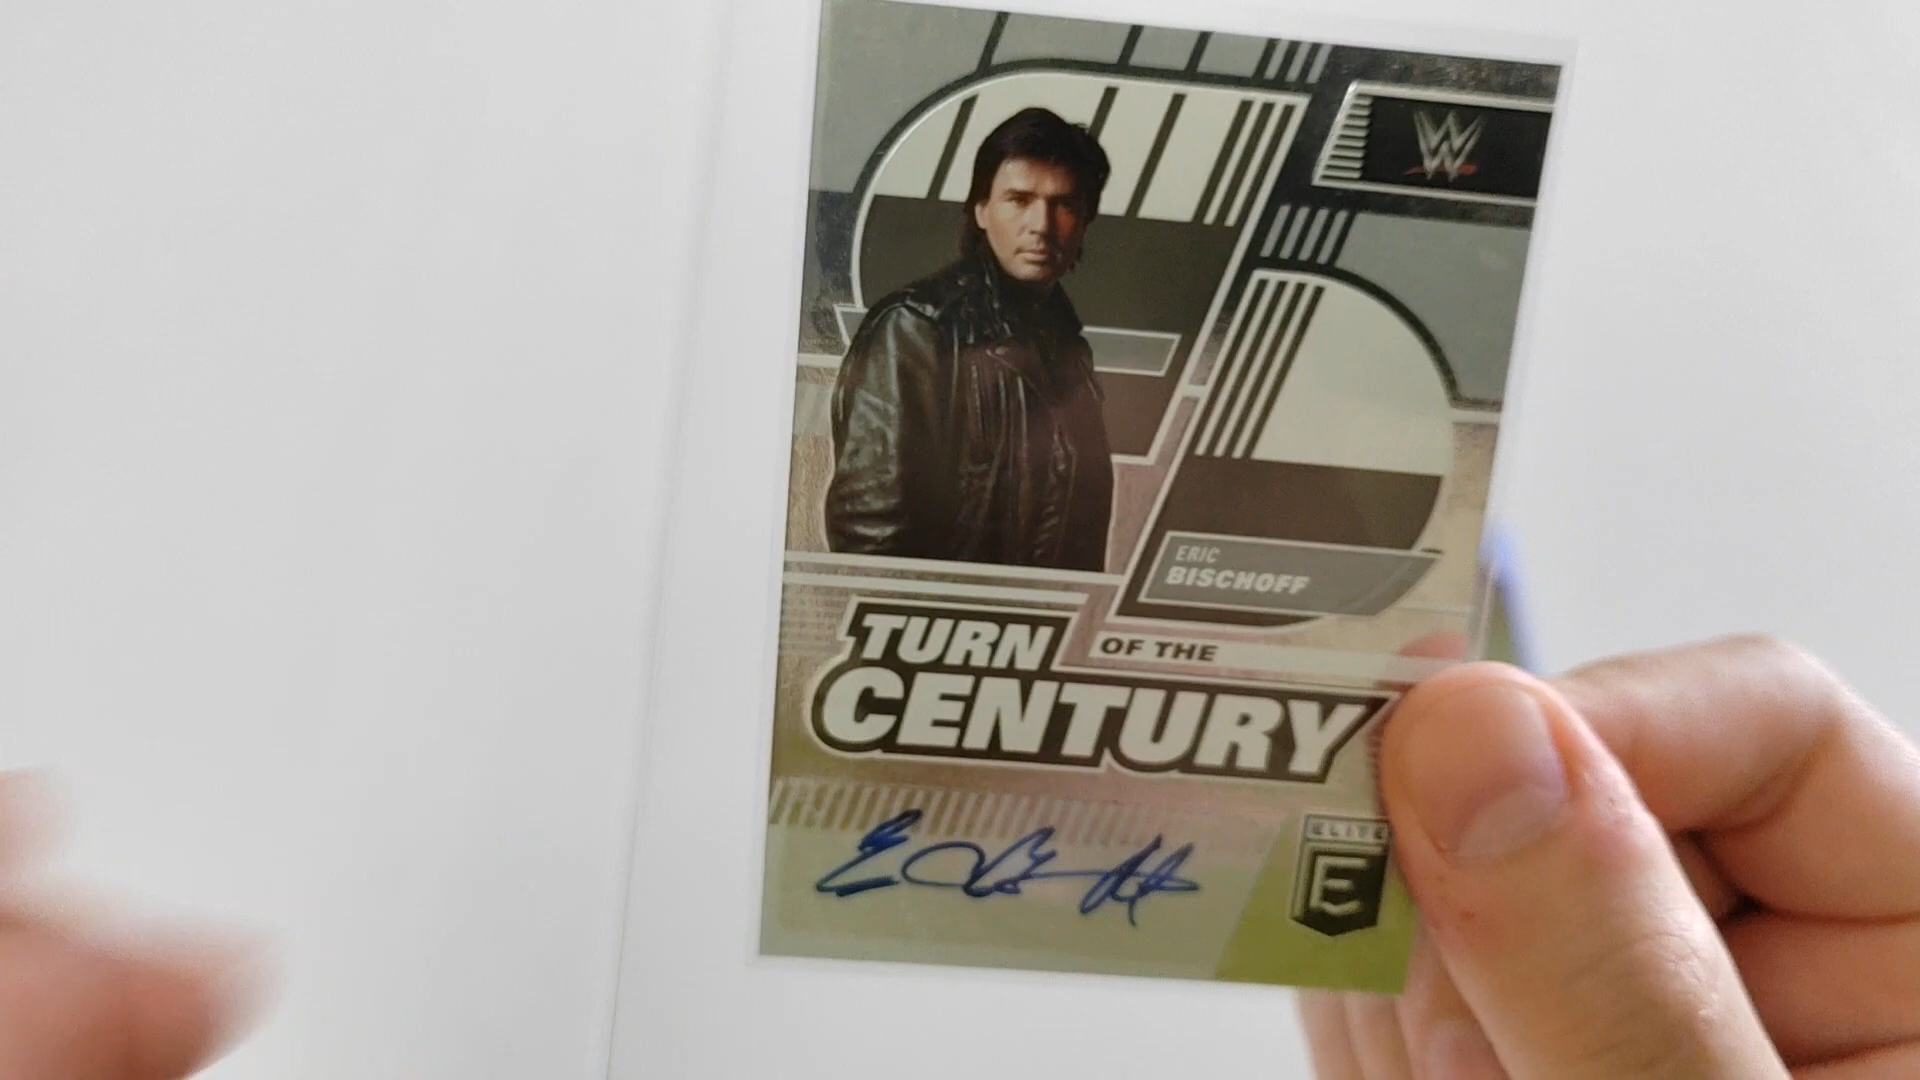 W
ERIC
BISCHOFF
TURN
OF THE
CENTURY
ELITE
E